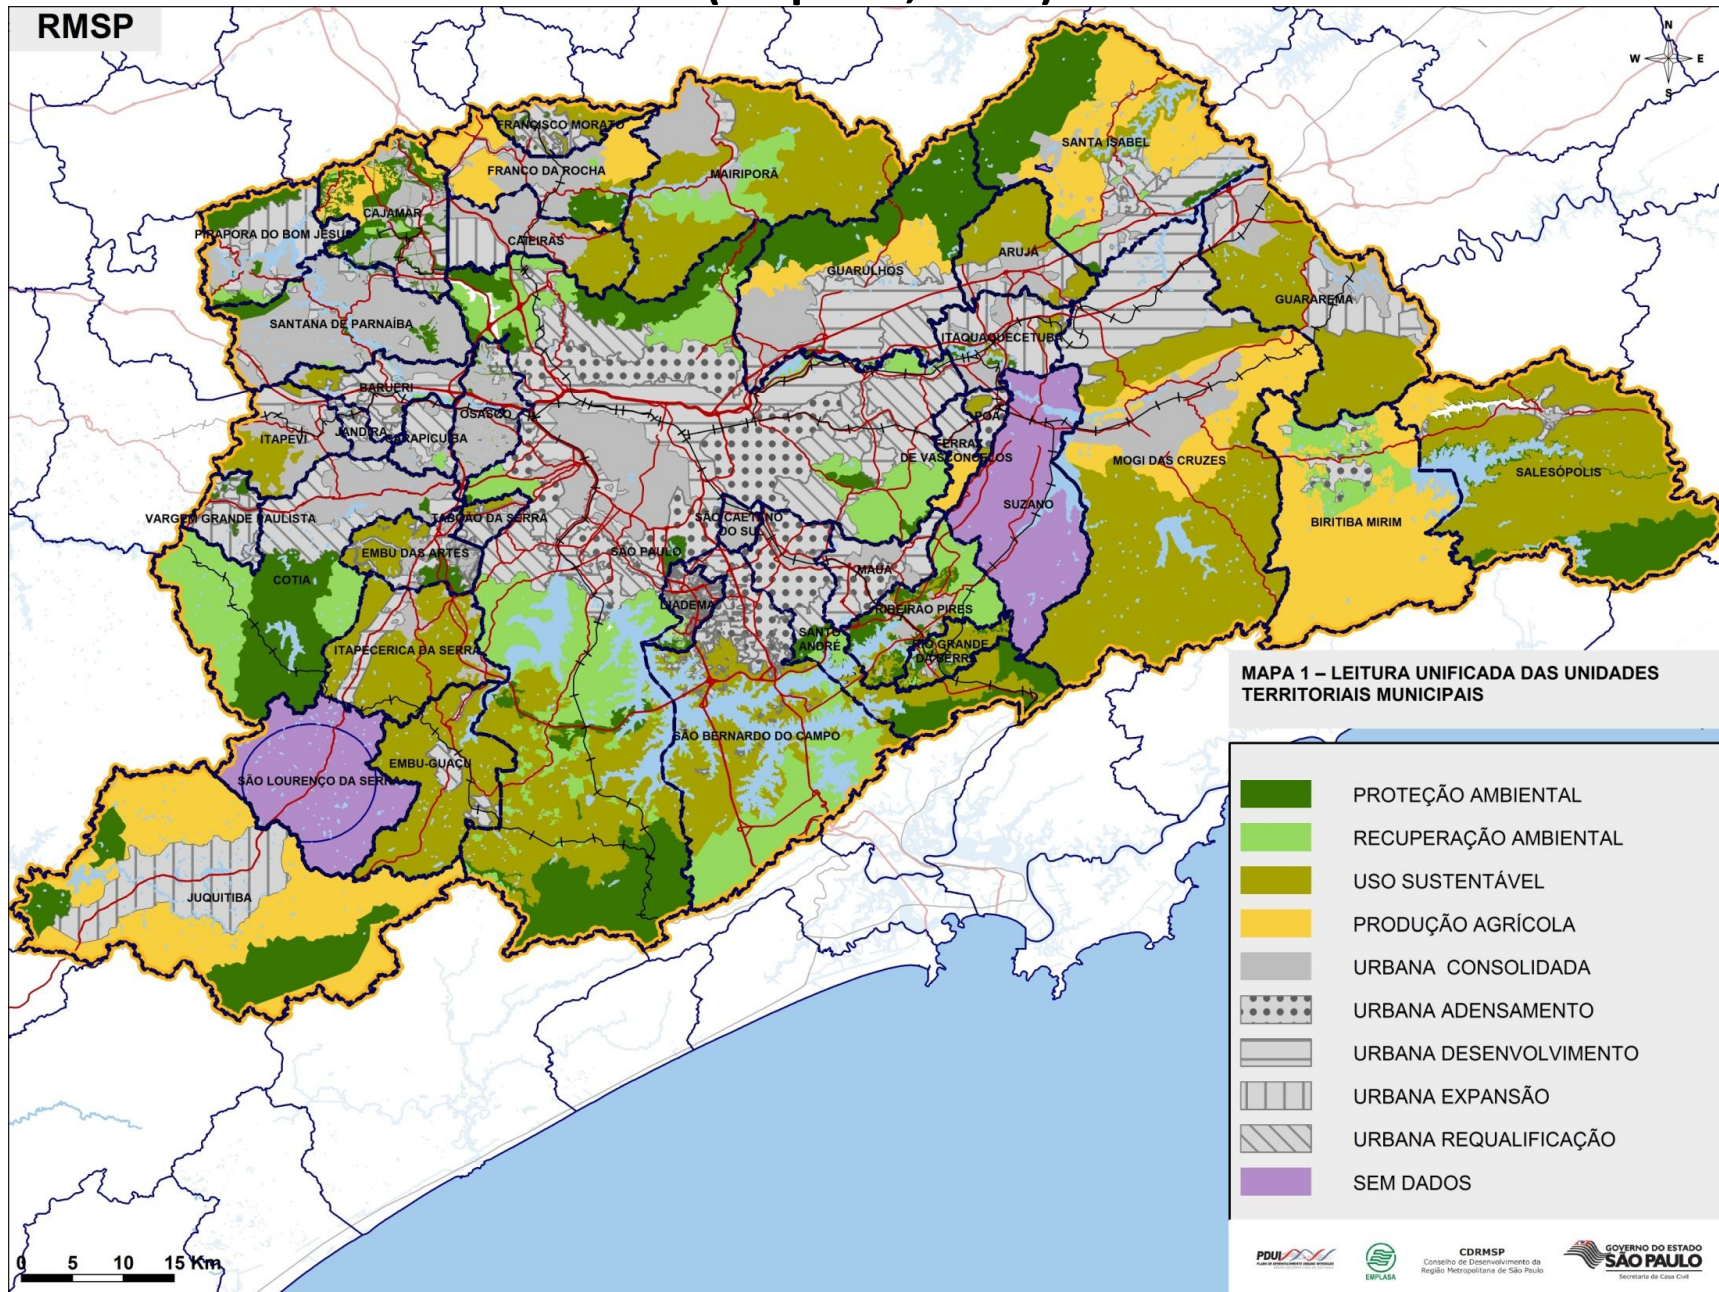 RMSP
N
W
E
S
FRANCISCO MORATO
SANTA ISABEL
FRANCO DA ROCHA
MAIRIPORÃ
CAJAMAR
PIRAPORA DO BOM JESUS
CAIEIRAS
ARUJÁ
GUARULHOS
GUARAREMA
SANTANA DE PARNAÍBA
ITAQUAQUECETUBA
BARUERI
OSASCO
POÁ
JANDIRA
ITAPEVI
CARAPICUÍBA
FERRAZ
DE VASCONCELOS
MOGI DAS CRUZES
SALESÓPOLIS
SUZANO
VARGEM GRANDE PAULISTA
TABOÃO DA SERRA
SÃO CAETANO
DO SUL
BIRITIBA MIRIM
EMBU DAS ARTES
SÃO PAULO
MAUÁ
COTIA
DIADEMA
RIBEIRÃO PIRES
SANTO
ANDRÉ
ITAPECERICA DA SERRA
RIO GRANDE
DA SERRA
SÃO BERNARDO DO CAMPO
EMBU-GUAÇU
SÃO LOURENÇO DA SERRA
JUQUITIBA
MAPA 1 – LEITURA UNIFICADA DAS UNIDADES
TERRITORIAIS MUNICIPAIS
PROTEÇÃO AMBIENTAL
RECUPERAÇÃO AMBIENTAL
USO SUSTENTÁVEL
PRODUÇÃO AGRÍCOLA
URBANA CONSOLIDADA
URBANA ADENSAMENTO
URBANA DESENVOLVIMENTO
URBANA EXPANSÃO
URBANA REQUALIFICAÇÃO
SEM DADOS
0 5 10 15 Km
PDUI
PLANO DE DESENVOLVIMENTO URBANO INTEGRADO
EMPLASA
CDRMSP
Conselho de Desenvolvimento da
Região Metropolitana de São Paulo
GOVERNO DO ESTADO
SÃO PAULO
Secretaria da Casa Civil